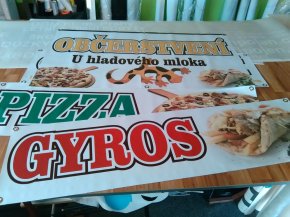 OBČERSTVENÍ
U hladového mloka
PIZZA
GYROS